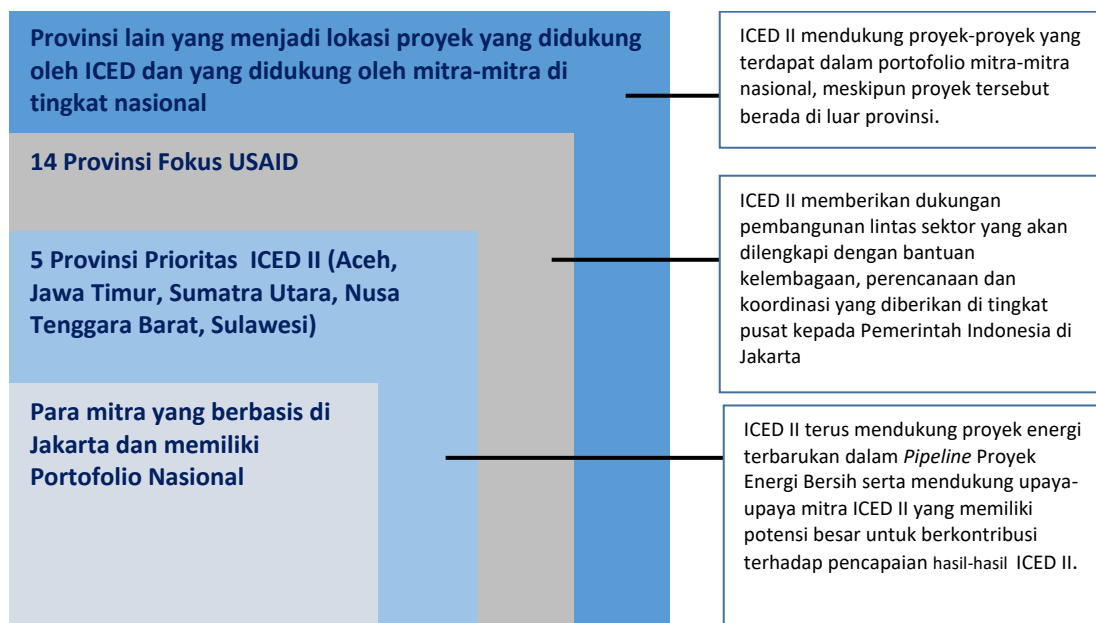 Provinsi lain yang menjadi lokasi proyek yang didukung
oleh ICED dan yang didukung oleh mitra-mitra di
tingkat nasional
14 Provinsi Fokus USAID
5 Provinsi Prioritas ICED II (Aceh,
Jawa Timur, Sumatra Utara, Nusa
Tenggara Barat, Sulawesi)
Para mitra yang berbasis di
Jakarta dan memiliki
Portofolio Nasional
ICED II mendukung proyek-proyek yang
terdapat dalam portofolio mitra-mitra
nasional, meskipun proyek tersebut
berada di luar provinsi.
ICED II memberikan dukungan
pembangunan lintas sektor yang akan
dilengkapi dengan bantuan
kelembagaan, perencanaan dan
koordinasi yang diberikan di tingkat
pusat kepada Pemerintah Indonesia di
Jakarta
ICED II terus mendukung proyek energi
terbarukan dalam Pipeline Proyek
Energi Bersih serta mendukung upaya-
upaya mitra ICED II yang memiliki
potensi besar untuk berkontribusi
terhadap pencapaian hasil-hasil ICED II.